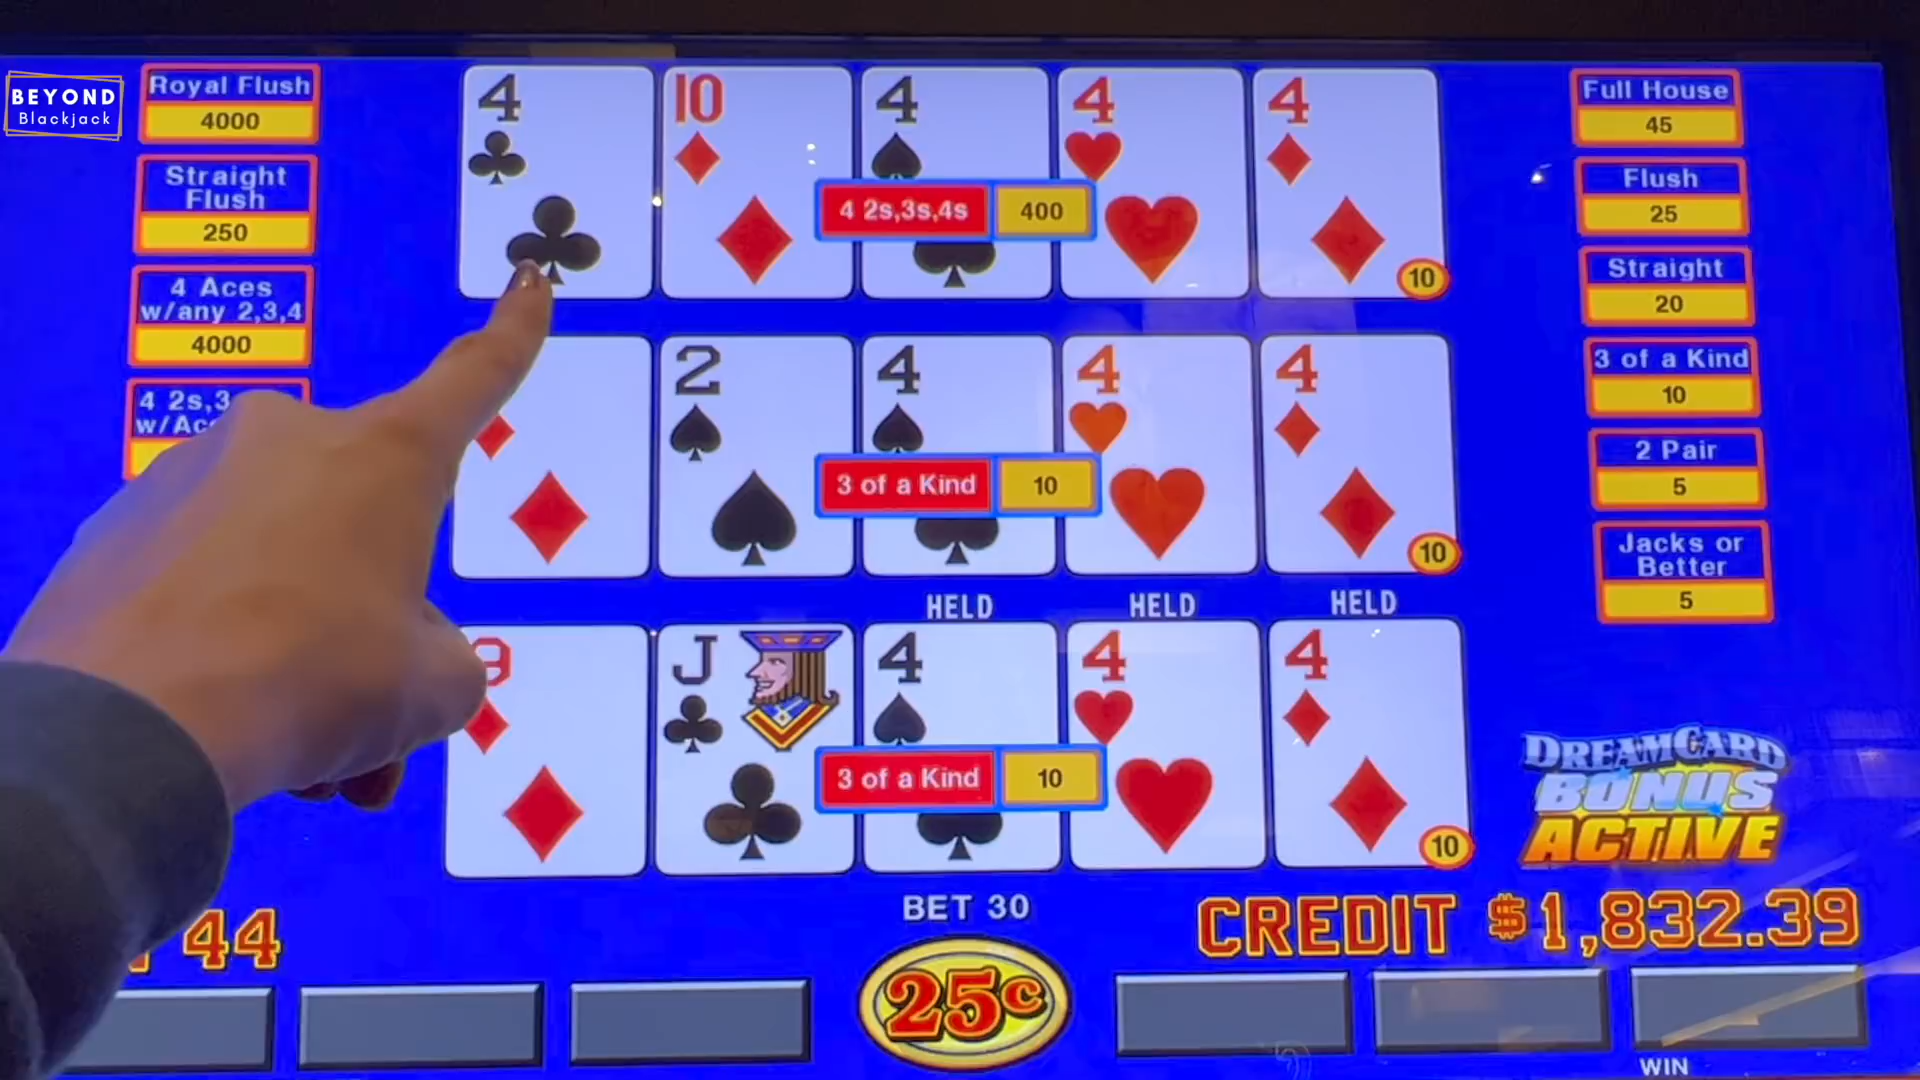 BEYOND
Blackjack
Royal Flush
4000
Straight
Flush
250
4 Aces
w/any 2,3,4
4000
4 2s,3
4 10 4 4 4
4 2s,3s,4s 400
10
2 4 4 4
3 of a Kind 10
10
HELD HELD HELD
9 J 4 4 4
3 of a Kind 10
10
Full House
45
Flush
25
Straight
20
3 of a Kind
10
2 Pair
5
Jacks or
Better
5
DREAMCARD
BONUS
ACTIVE
44
BET 30
CREDIT $1,832.39
25¢
WIN